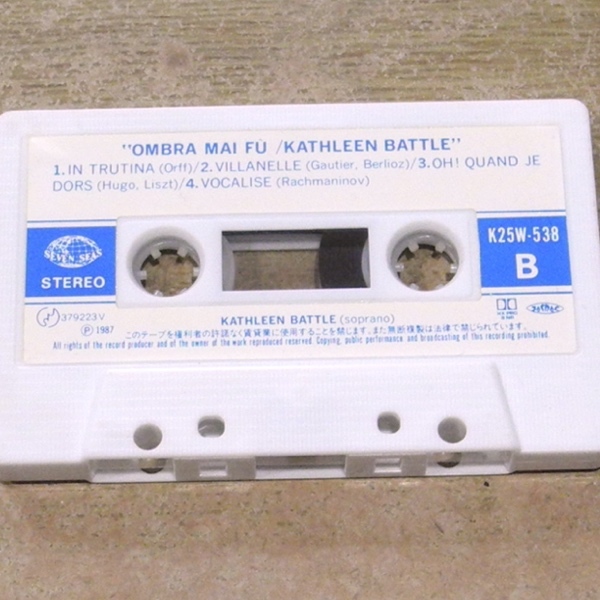 "OMBRA MAI FÙ /KATHLEEN BATTLE"
1. IN TRUTINA (Orff)/2. VILLANELLE (Gautier, Berlioz)/3. OH! QUAND JE
DORS (Hugo, Liszt)/4. VOCALISE (Rachmaninov)
SEVEN SEAS
STEREO
K25W-538
B
379223V
Ⓟ 1987
KATHLEEN BATTLE (soprano)
このテープを権利者の許諾なく賃貸業に使用することを禁じます。また無断複製は法律で禁じられています。
All rights of the record producer and of the owner of the work reproduced reserved. Copying, public performance and broadcasting of this recording prohibited.